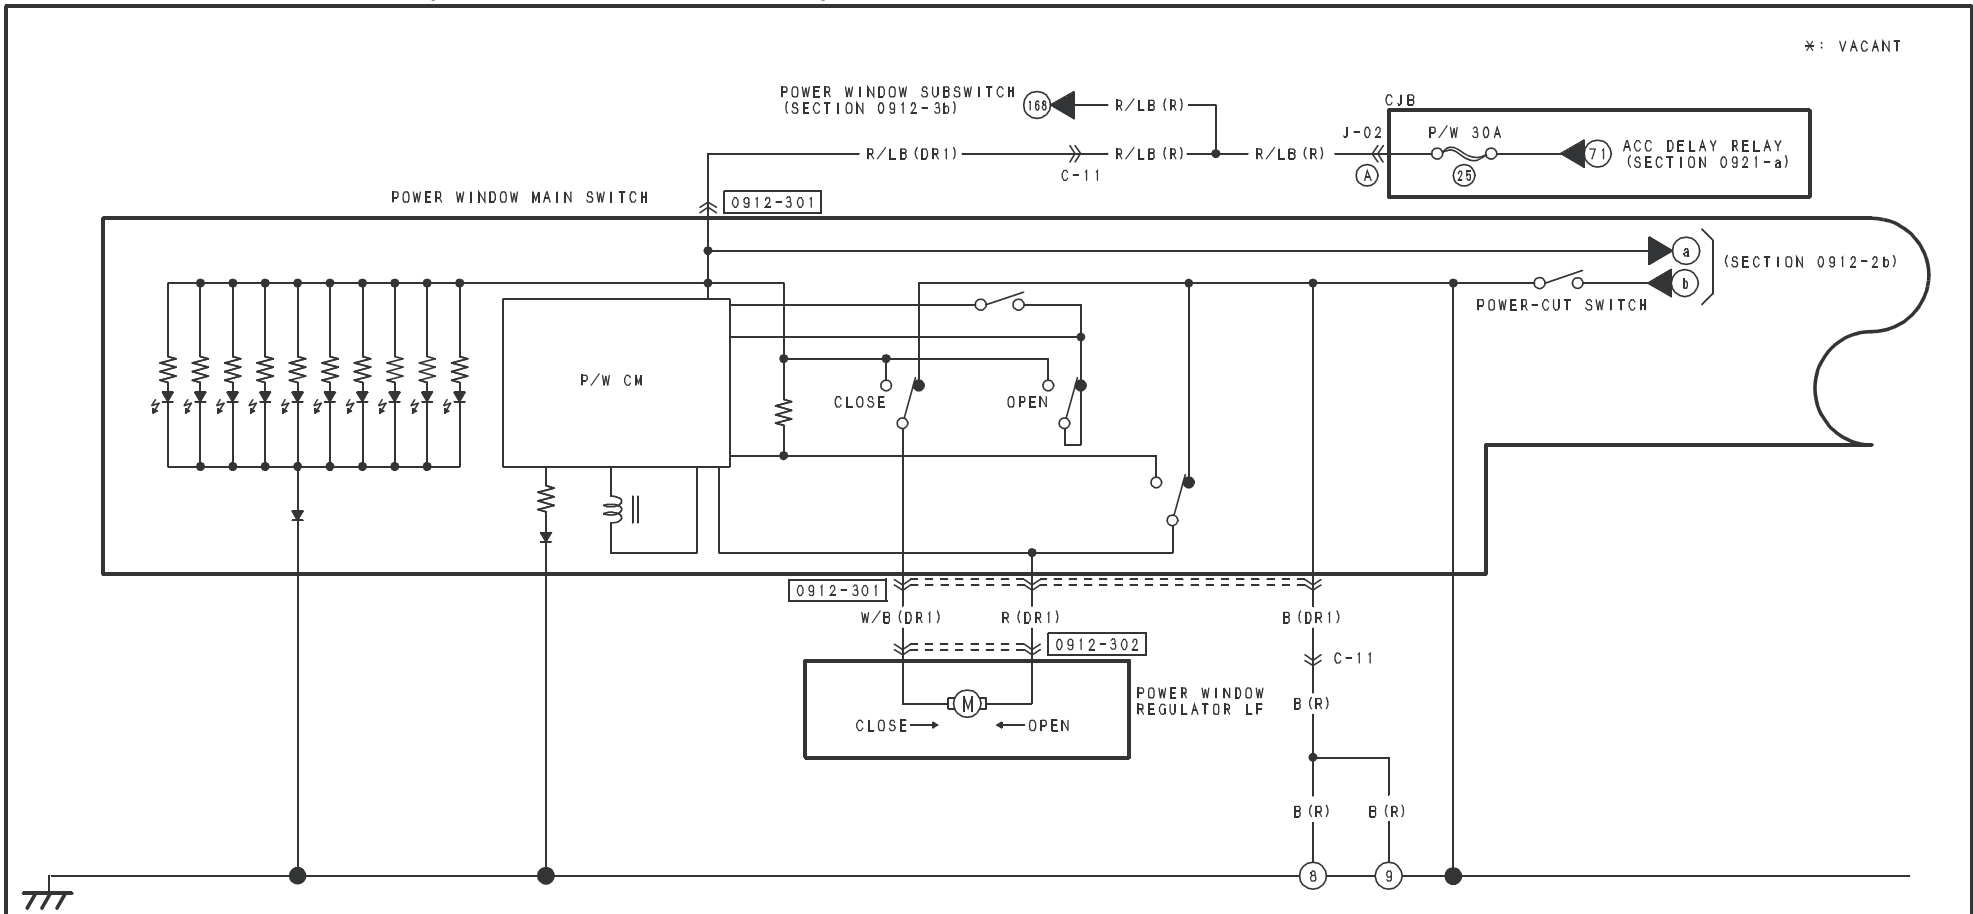 *: VACANT
POWER WINDOW SUBSWITCH
(SECTION 0912-3b)
168
R/LB(R)
CJB
J-02
P/W 30A
R/LB(DR1)
R/LB(R)
R/LB(R)
71
ACC DELAY RELAY
(SECTION 0921-a)
C-11
A
25
POWER WINDOW MAIN SWITCH
0912-301
a
(SECTION 0912-2b)
b
POWER-CUT SWITCH
P/W CM
CLOSE
OPEN
0912-301
W/B(DR1)
R(DR1)
B(DR1)
0912-302
C-11
M
POWER WINDOW
REGULATOR LF
B(R)
CLOSE
OPEN
B(R)
B(R)
8
9